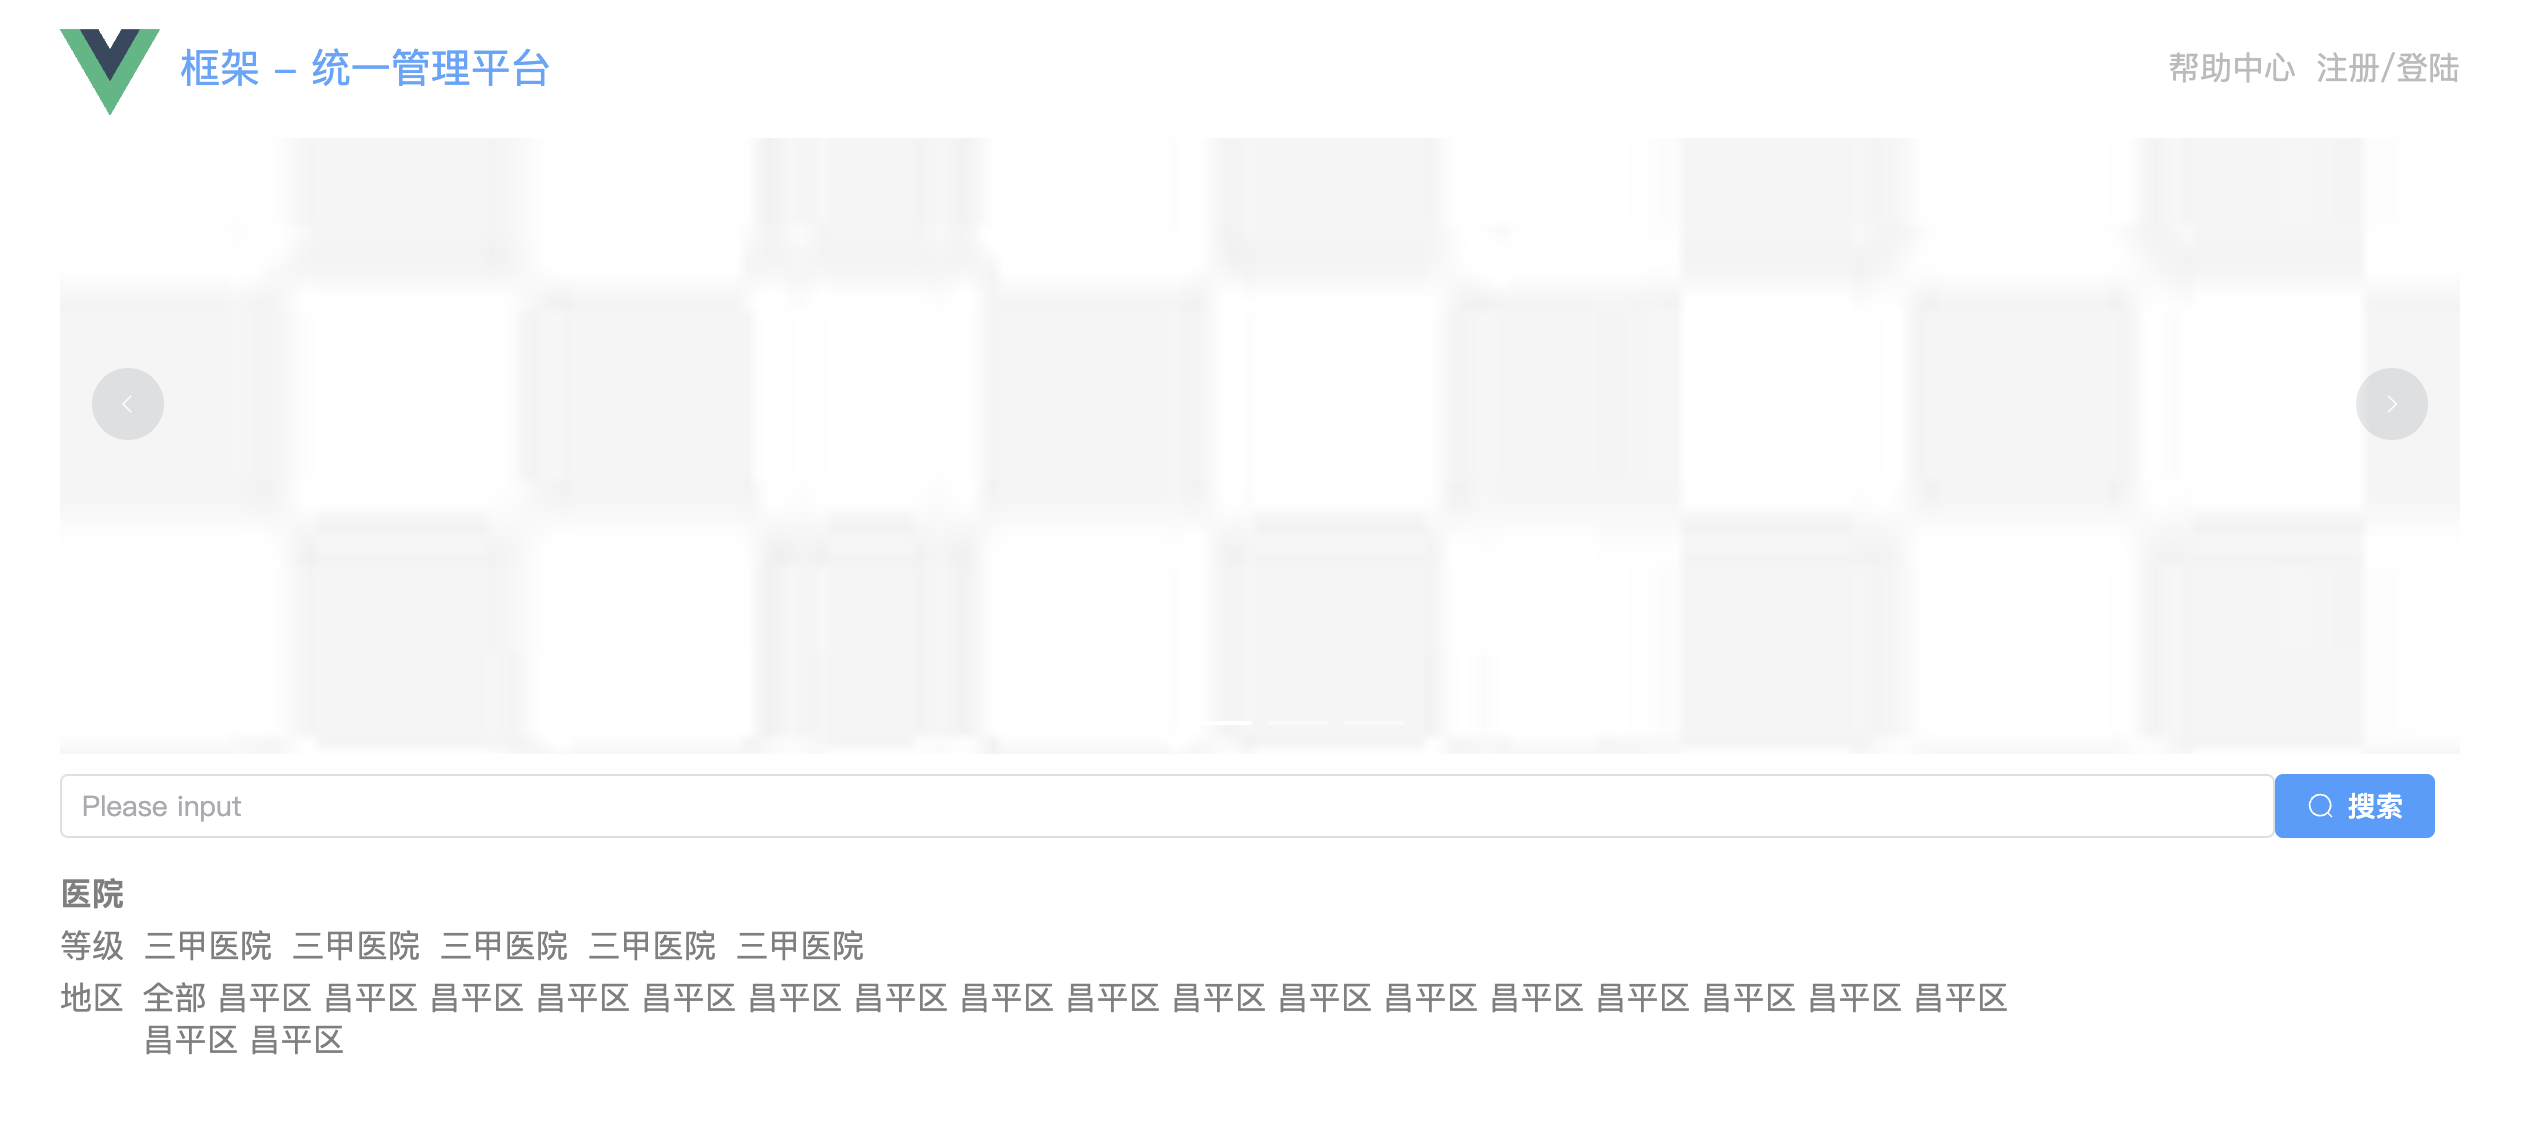 框架 - 统一管理平台
帮助中心 注册/登陆
Please input
搜索
医院
等级 三甲医院 三甲医院 三甲医院 三甲医院 三甲医院
地区 全部 昌平区 昌平区 昌平区 昌平区 昌平区 昌平区 昌平区 昌平区 昌平区 昌平区 昌平区 昌平区 昌平区 昌平区 昌平区 昌平区 昌平区
昌平区 昌平区